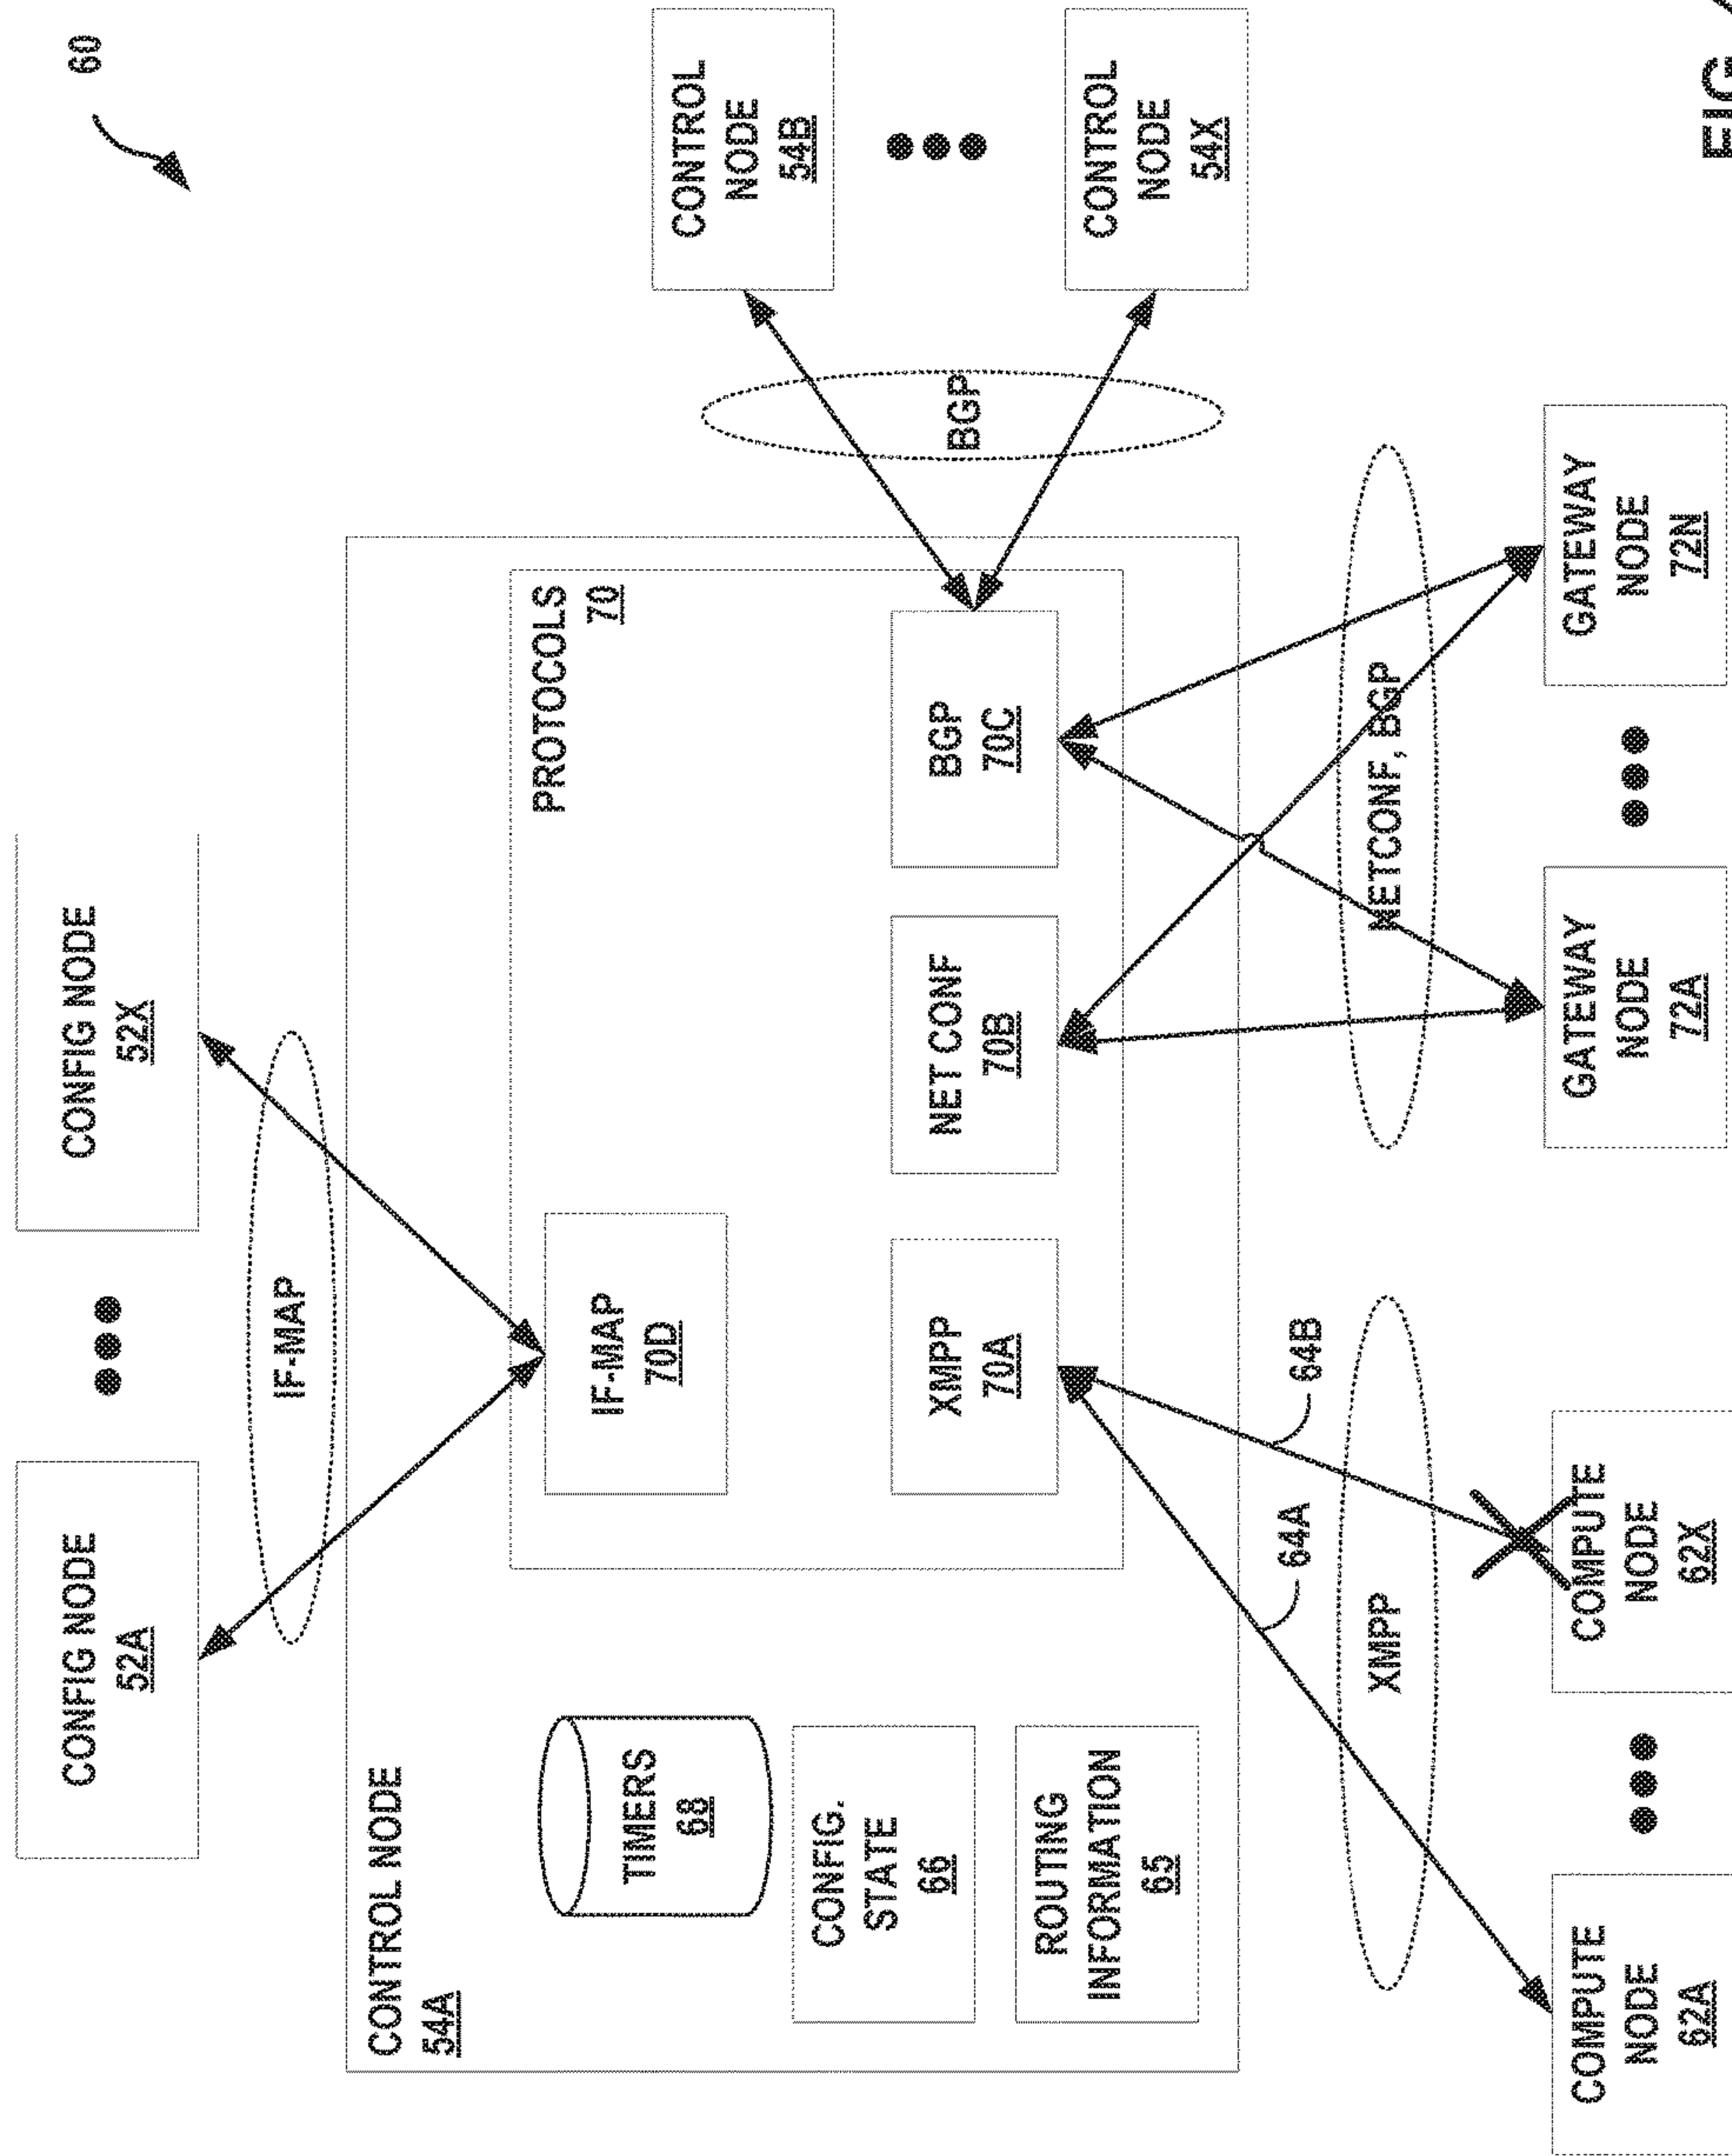 60
CONFIG NODE
52A
CONFIG NODE
52X
IF-MAP
CONTROL NODE
54A
PROTOCOLS
70
TIMERS
68
IF-MAP
70D
CONFIG.
STATE
66
ROUTING
INFORMATION
65
XMPP
70A
NET CONF
70B
BGP
70C
BGP
CONTROL
NODE
54B
CONTROL
NODE
54X
64A
64B
XMPP
NETCONF, BGP
COMPUTE
NODE
62A
COMPUTE
NODE
62X
GATEWAY
NODE
72A
GATEWAY
NODE
72N
FIG